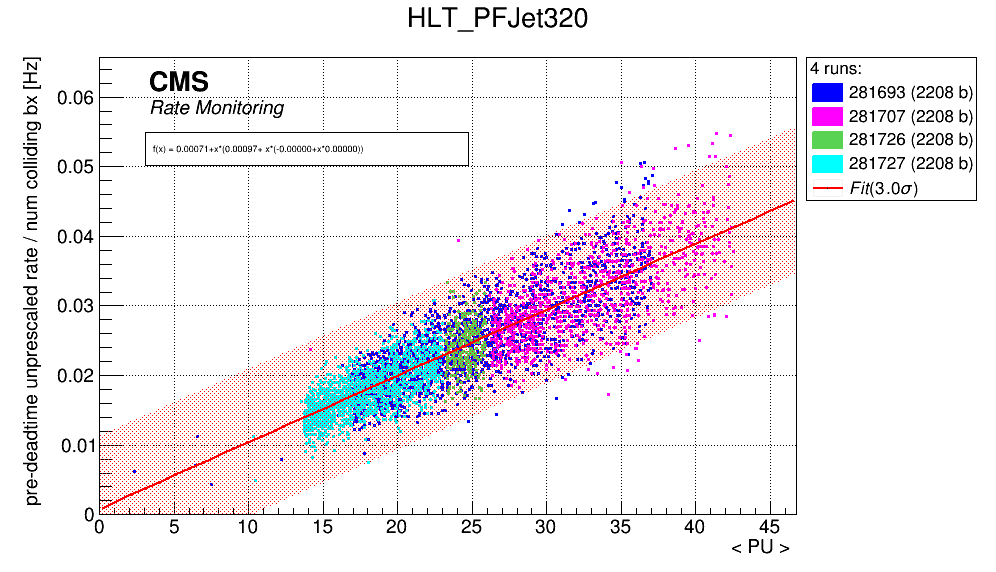 HLT_PFJet320
pre-deadtime unprescaled rate / num colliding bx [Hz]
CMS
Rate Monitoring
f(x) = 0.00071+x*(0.00097+ x*(-0.00000+x*0.00000))
0.06
0.05
0.04
0.03
0.02
0.01
0
0 5 10 15 20 25 30 35 40 45
< PU >
4 runs:
281693 (2208 b)
281707 (2208 b)
281726 (2208 b)
281727 (2208 b)
Fit(3.0σ)